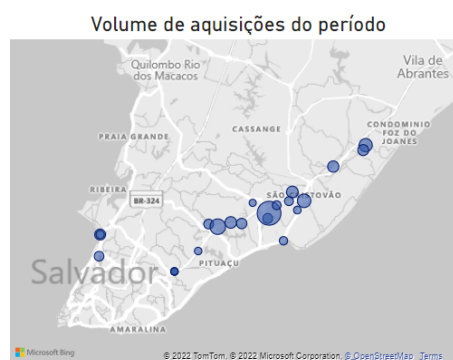 Volume de aquisições do período
Quilombo Rio
dos Macacos
Vila de
Abrantes
CONDOMINIO
FOZ DO
JOANES
PRAIA GRANDE
CASSANGE
RIBEIRA
BR-324
SÃO
TOVÃO
Salvador
PITUAÇU
AMARALINA
Microsoft Bing
© 2022 TomTom, © 2022 Microsoft Corporation, © OpenStreetMap Terms